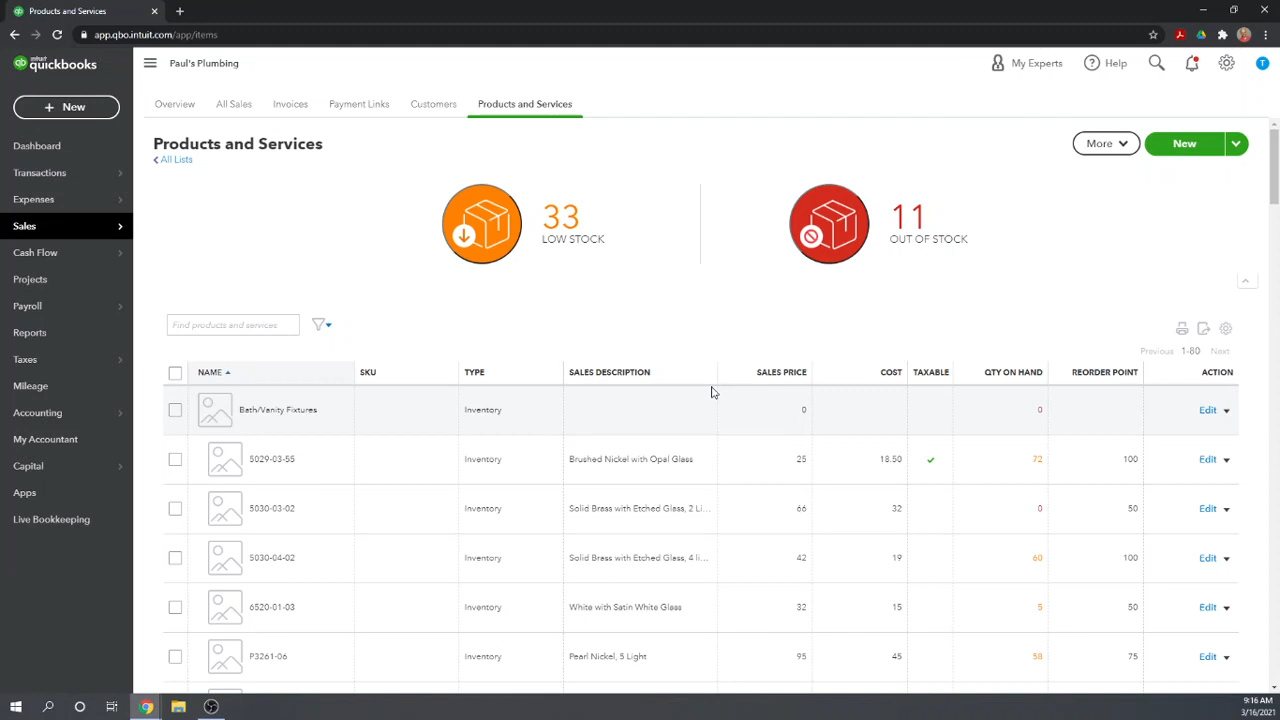 Products and Services
app.qbo.intuit.com/app/items
intuit quickbooks
Paul's Plumbing
My Experts
Help
T
+ New
Dashboard
Transactions
Expenses
Sales
Cash Flow
Projects
Payroll
Reports
Taxes
Mileage
Accounting
My Accountant
Capital
Apps
Live Bookkeeping
Overview All Sales Invoices Payment Links Customers Products and Services
Products and Services
All Lists
More
New
33
LOW STOCK
11
OUT OF STOCK
Find products and services
Previous 1-80 Next
NAME SKU TYPE SALES DESCRIPTION SALES PRICE COST TAXABLE QTY ON HAND REORDER POINT ACTION
Bath/Vanity Fixtures Inventory 0 0 Edit
5029-03-55 Inventory Brushed Nickel with Opal Glass 25 18.50 72 100 Edit
5030-03-02 Inventory Solid Brass with Etched Glass, 2 Li... 66 32 0 50 Edit
5030-04-02 Inventory Solid Brass with Etched Glass, 4 li... 42 19 60 100 Edit
6520-01-03 Inventory White with Satin White Glass 32 15 5 50 Edit
P3261-06 Inventory Pearl Nickel, 5 Light 95 45 58 75 Edit
9:16 AM
3/16/2021